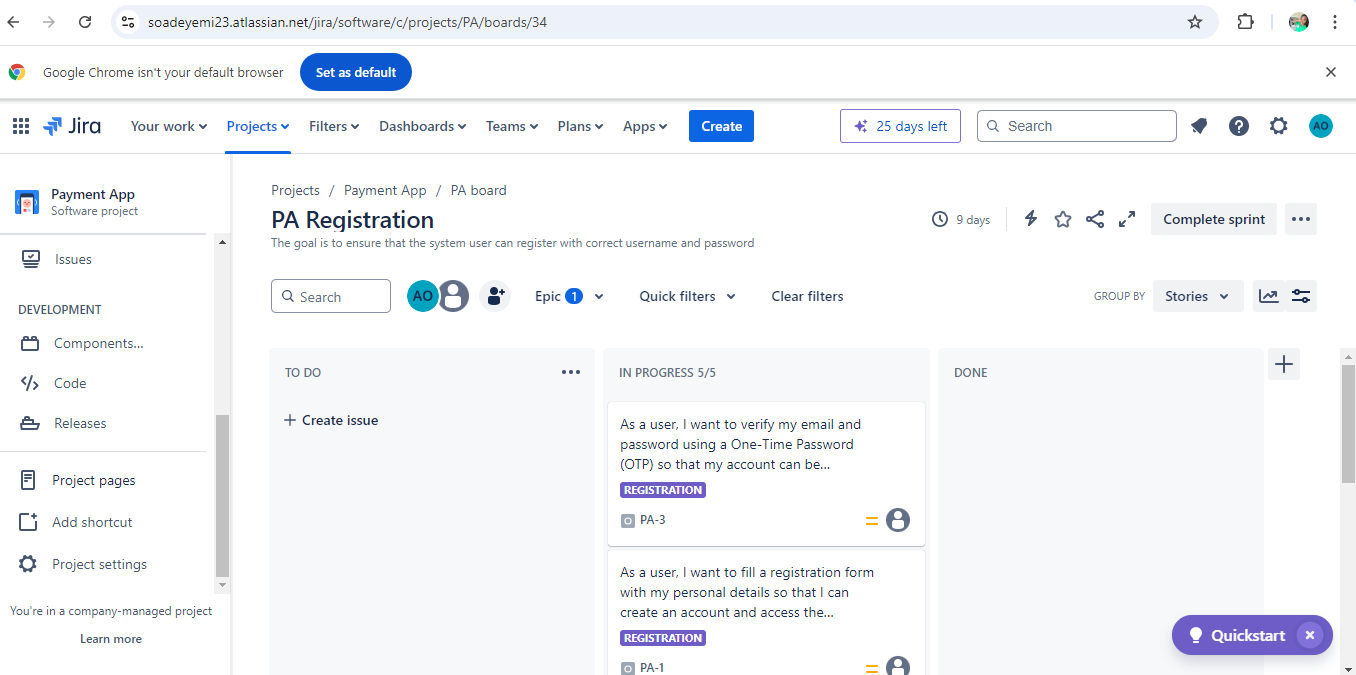 soadeyemi23.atlassian.net/jira/software/c/projects/PA/boards/34
Google Chrome isn't your default browser
Set as default
Jira
Your work
Projects
Filters
Dashboards
Teams
Plans
Apps
Create
25 days left
Search
AO
Payment App
Software project
Issues
DEVELOPMENT
Components...
Code
Releases
Project pages
Add shortcut
Project settings
You're in a company-managed project
Learn more
Projects / Payment App / PA board
PA Registration
The goal is to ensure that the system user can register with correct username and password
9 days
Complete sprint
Search
AO
Epic 1
Quick filters
Clear filters
GROUP BY
Stories
TO DO
Create issue
IN PROGRESS 5/5
As a user, I want to verify my email and
password using a One-Time Password
(OTP) so that my account can be...
REGISTRATION
PA-3
As a user, I want to fill a registration form
with my personal details so that I can
create an account and access the...
REGISTRATION
PA-1
DONE
Quickstart